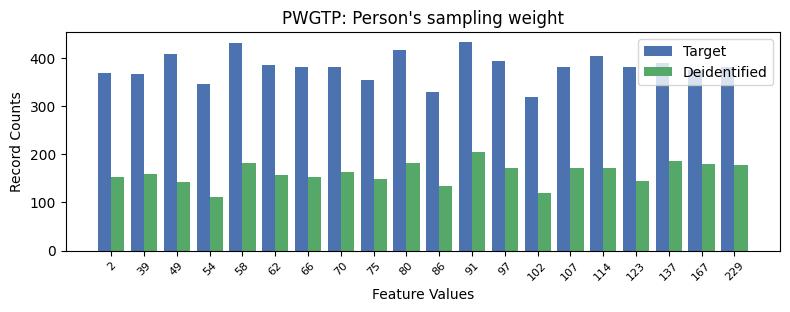 PWGTP: Person's sampling weight
Target
Deidentified
Record Counts
400
300
200
100
0
2 39 49 54 58 62 66 70 75 80 86 91 97 102 107 114 123 137 167 229
Feature Values